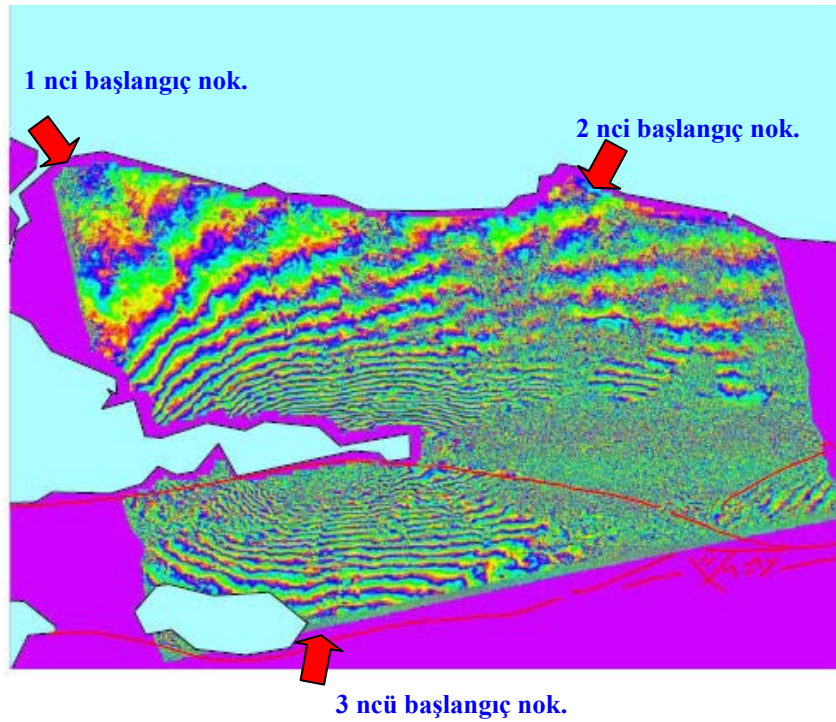 1 nci başlangıç nok.
2 nci başlangıç nok.
3 ncü başlangıç nok.